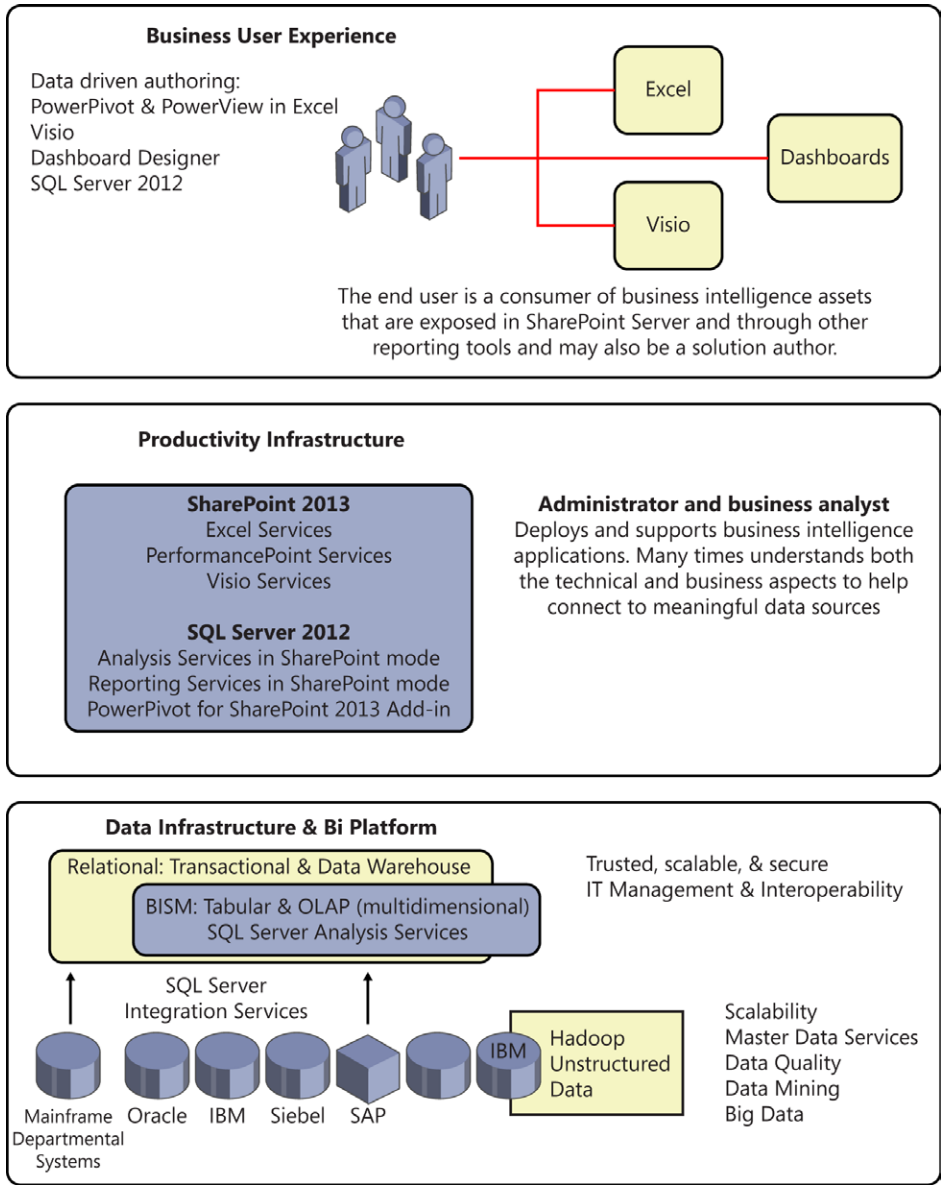 Business User Experience
Data driven authoring:
PowerPivot & PowerView in Excel
Visio
Dashboard Designer
SQL Server 2012
Excel
Dashboards
Visio
The end user is a consumer of business intelligence assets
that are exposed in SharePoint Server and through other
reporting tools and may also be a solution author.
Productivity Infrastructure
SharePoint 2013
Excel Services
PerformancePoint Services
Visio Services
SQL Server 2012
Analysis Services in SharePoint mode
Reporting Services in SharePoint mode
PowerPivot for SharePoint 2013 Add-in
Administrator and business analyst
Deploys and supports business intelligence
applications. Many times understands both
the technical and business aspects to help
connect to meaningful data sources
Data Infrastructure & Bi Platform
Relational: Transactional & Data Warehouse
BISM: Tabular & OLAP (multidimensional)
SQL Server Analysis Services
Trusted, scalable, & secure
IT Management & Interoperability
SQL Server
Integration Services
Mainframe
Departmental
Systems
Oracle
IBM
Siebel
SAP
IBM
Hadoop
Unstructured
Data
Scalability
Master Data Services
Data Quality
Data Mining
Big Data